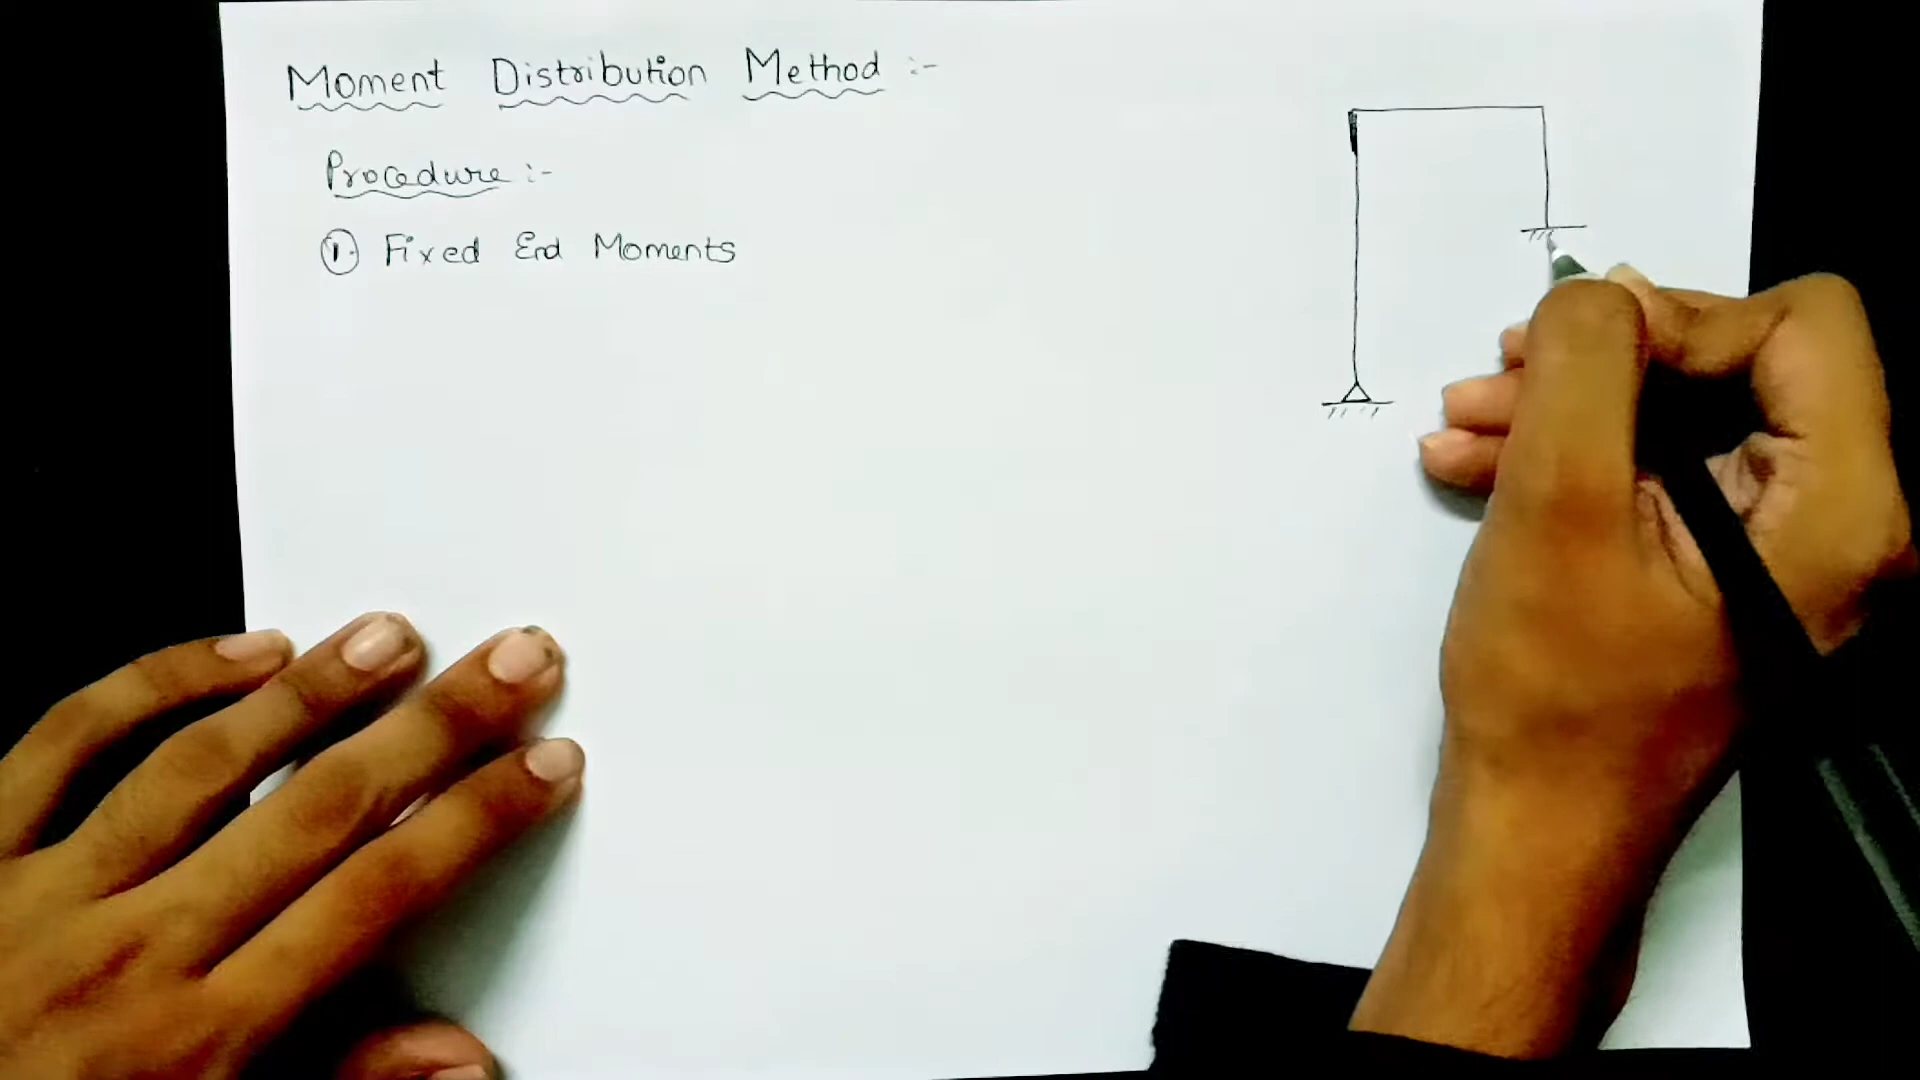 Moment Distribution Method :-
Procedure :-
1. Fixed End Moments